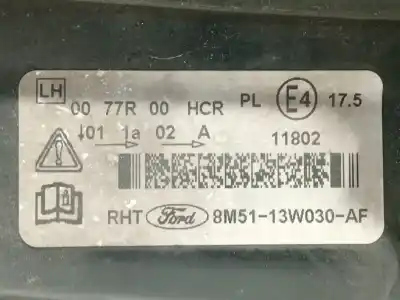 LH
00 77R 00 HCR PL E4 17.5
↓01 1a 02 A 11802
RHT Ford 8M51-13W030-AF